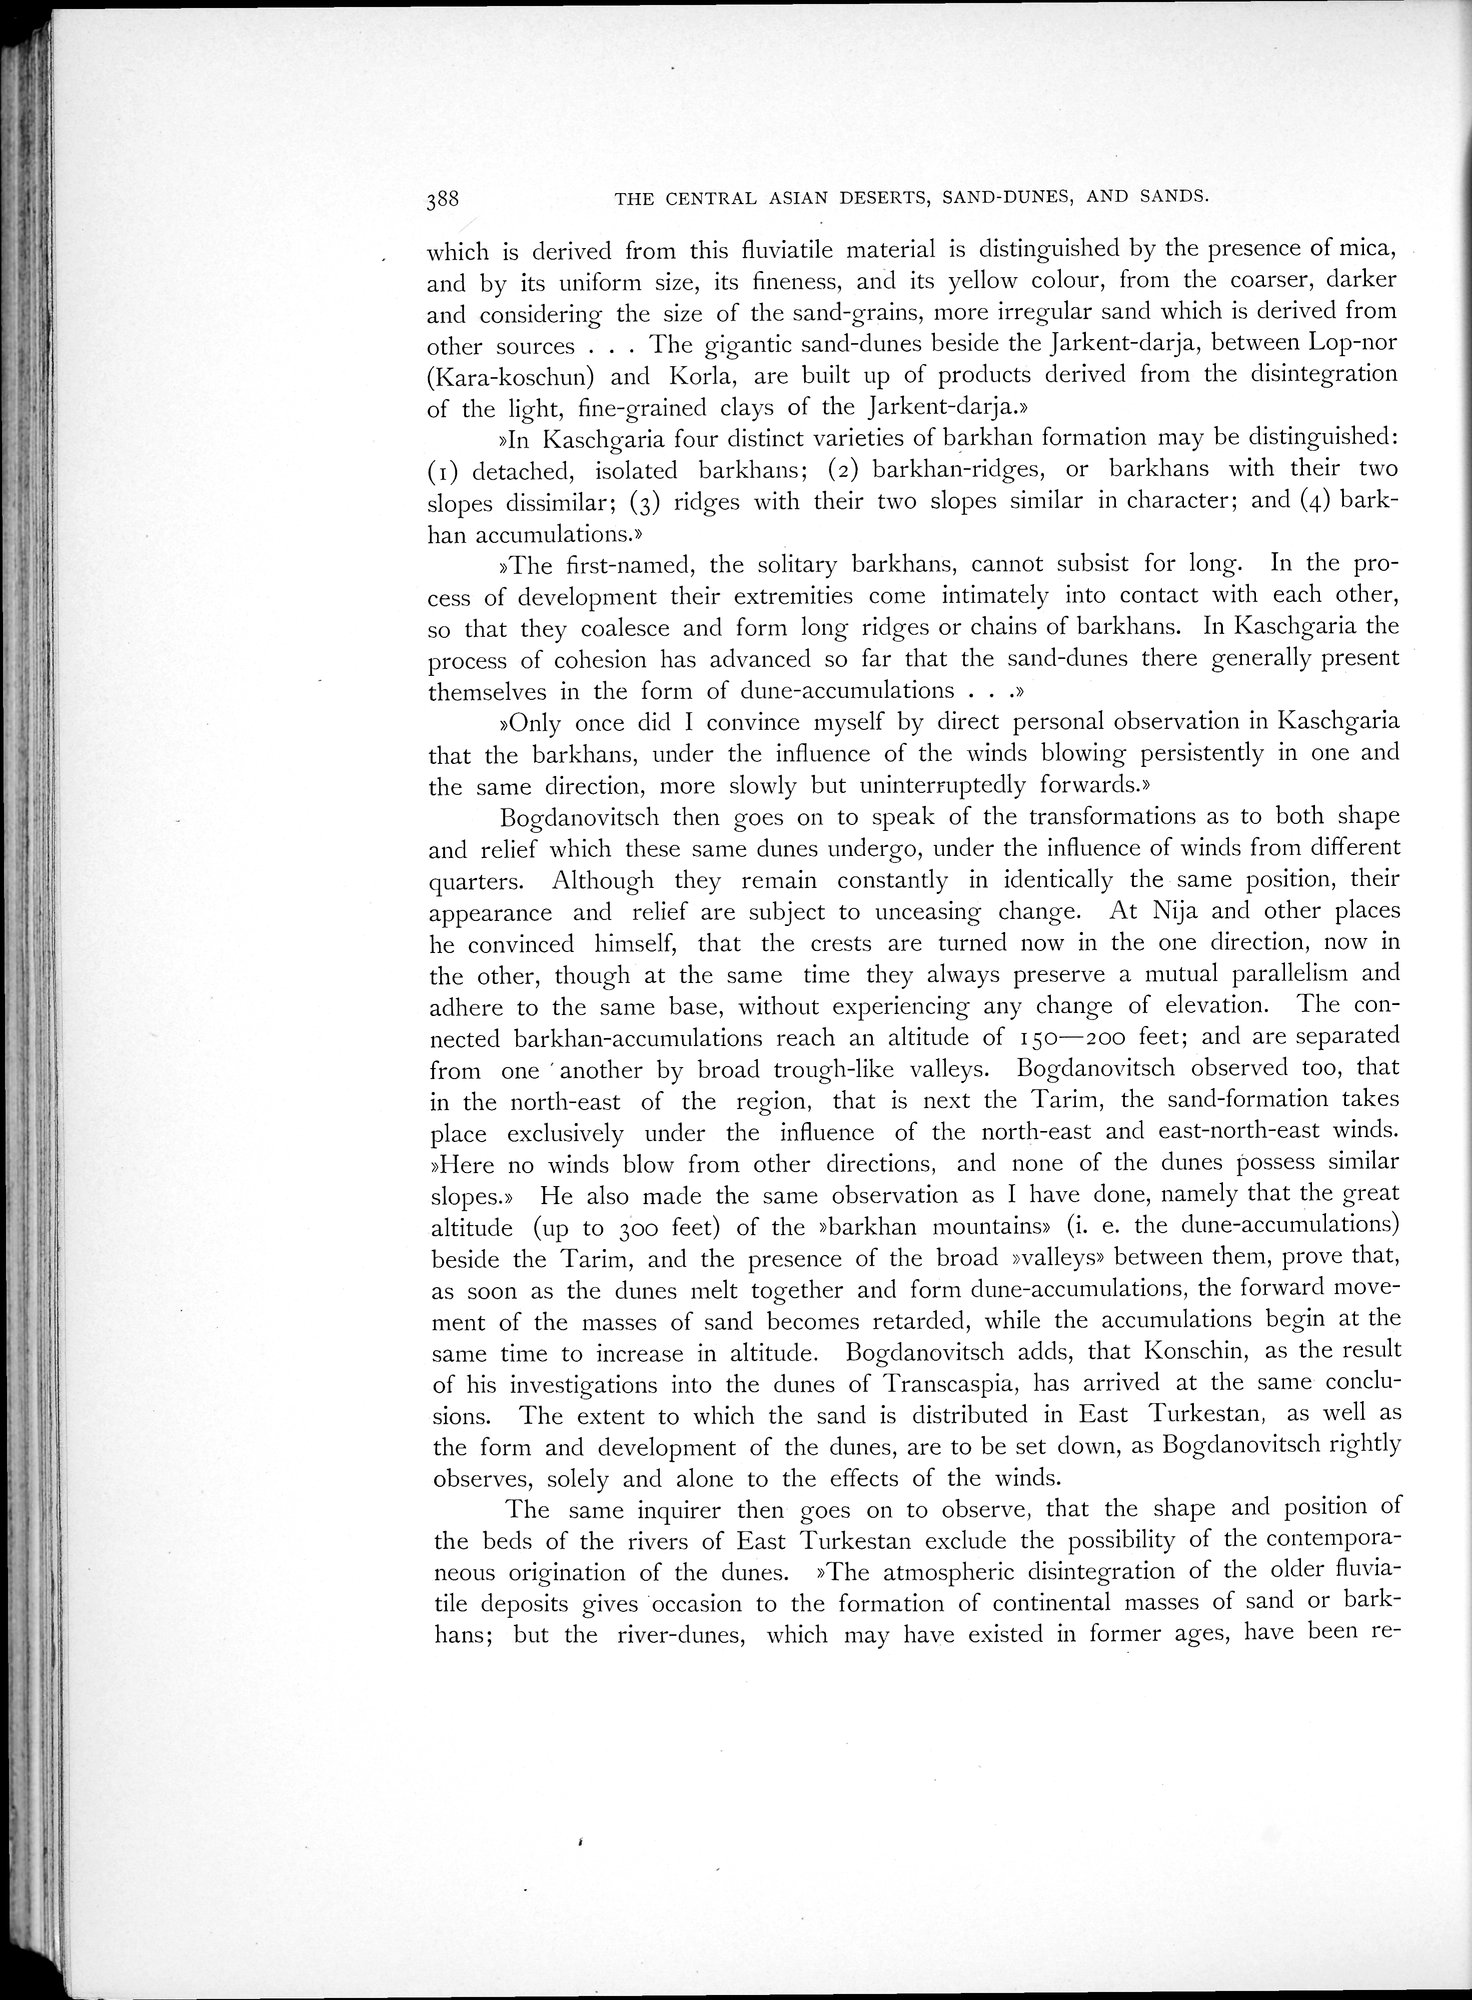 388 THE CENTRAL ASIAN DESERTS, SAND-DUNES, AND SANDS.
which is derived from this fluviatile material is distinguished by the presence of mica,
and by its uniform size, its fineness, and its yellow colour, from the coarser, darker
and considering the size of the sand-grains, more irregular sand which is derived from
other sources . . . The gigantic sand-dunes beside the Jarkent-darja, between Lop-nor
(Kara-koschun) and Korla, are built up of products derived from the disintegration
of the light, fine-grained clays of the Jarkent-darja.»
»In Kaschgaria four distinct varieties of barkhan formation may be distinguished:
(1) detached, isolated barkhans; (2) barkhan-ridges, or barkhans with their two
slopes dissimilar; (3) ridges with their two slopes similar in character; and (4) bark-
han accumulations.»
»The first-named, the solitary barkhans, cannot subsist for long. In the pro-
cess of development their extremities come intimately into contact with each other,
so that they coalesce and form long ridges or chains of barkhans. In Kaschgaria the
process of cohesion has advanced so far that the sand-dunes there generally present
themselves in the form of dune-accumulations . . .»
»Only once did I convince myself by direct personal observation in Kaschgaria
that the barkhans, under the influence of the winds blowing persistently in one and
the same direction, more slowly but uninterruptedly forwards.»
Bogdanovitsch then goes on to speak of the transformations as to both shape
and relief which these same dunes undergo, under the influence of winds from different
quarters. Although they remain constantly in identically the same position, their
appearance and relief are subject to unceasing change. At Nija and other places
he convinced himself, that the crests are turned now in the one direction, now in
the other, though at the same time they always preserve a mutual parallelism and
adhere to the same base, without experiencing any change of elevation. The con-
nected barkhan-accumulations reach an altitude of 150—200 feet; and are separated
from one another by broad trough-like valleys. Bogdanovitsch observed too, that
in the north-east of the region, that is next the Tarim, the sand-formation takes
place exclusively under the influence of the north-east and east-north-east winds.
»Here no winds blow from other directions, and none of the dunes possess similar
slopes.» He also made the same observation as I have done, namely that the great
altitude (up to 300 feet) of the »barkhan mountains» (i. e. the dune-accumulations)
beside the Tarim, and the presence of the broad »valleys» between them, prove that,
as soon as the dunes melt together and form dune-accumulations, the forward move-
ment of the masses of sand becomes retarded, while the accumulations begin at the
same time to increase in altitude. Bogdanovitsch adds, that Konschin, as the result
of his investigations into the dunes of Transcaspia, has arrived at the same conclu-
sions. The extent to which the sand is distributed in East Turkestan, as well as
the form and development of the dunes, are to be set down, as Bogdanovitsch rightly
observes, solely and alone to the effects of the winds.
The same inquirer then goes on to observe, that the shape and position of
the beds of the rivers of East Turkestan exclude the possibility of the contempora-
neous origination of the dunes. »The atmospheric disintegration of the older fluvia-
tile deposits gives occasion to the formation of continental masses of sand or bark-
hans; but the river-dunes, which may have existed in former ages, have been re-